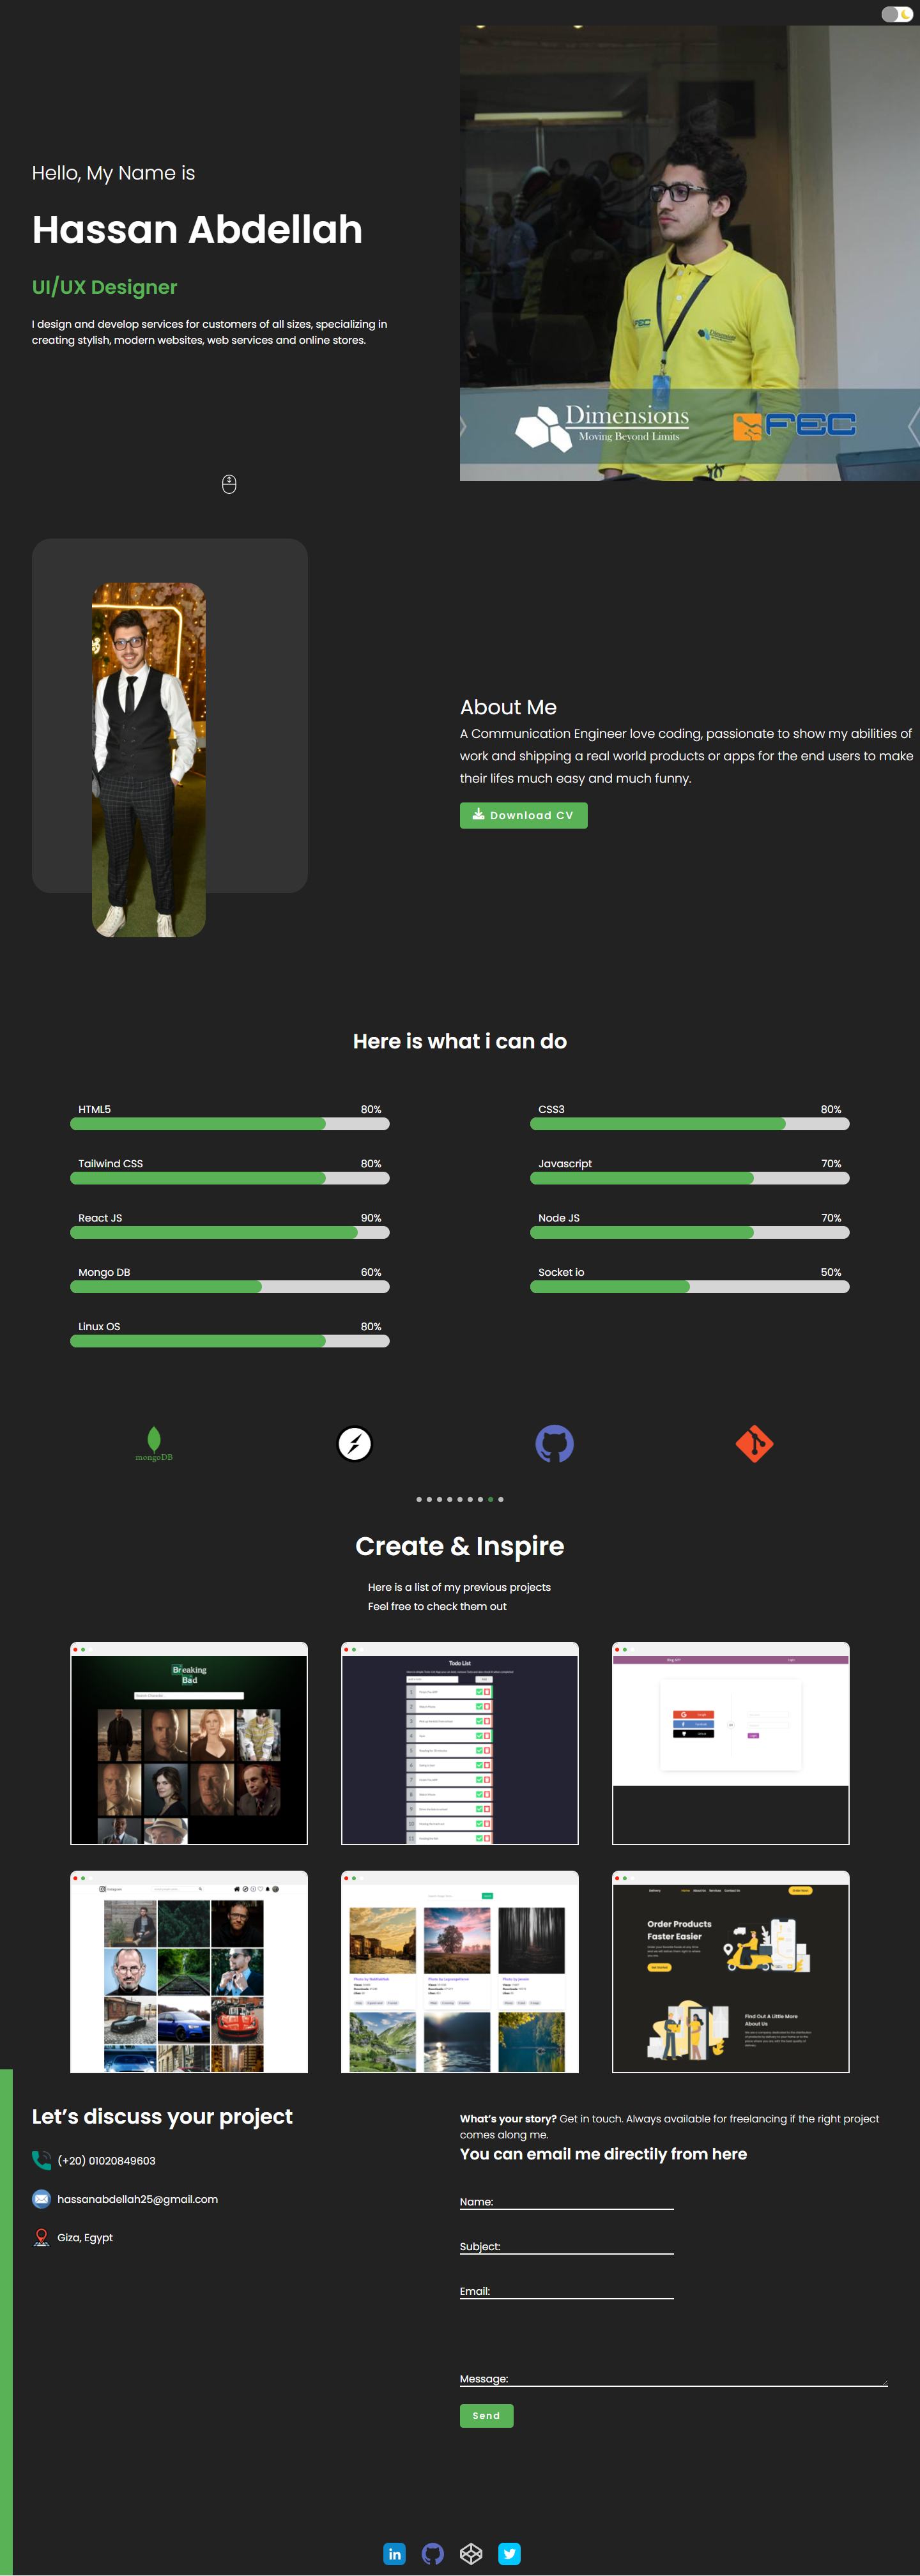 Hello, My Name is
Hassan Abdellah
UI/UX Designer
I design and develop services for customers of all sizes, specializing in
creating stylish, modern websites, web services and online stores.
FEC
Dimensions
Dimensions
Moving Beyond Limits
FEC
About Me
A Communication Engineer love coding, passionate to show my abilities of
work and shipping a real world products or apps for the end users to make
their lifes much easy and much funny.
Download CV
Here is what i can do
HTML5 80%
CSS3 80%
Tailwind CSS 80%
Javascript 70%
React JS 90%
Node JS 70%
Mongo DB 60%
Socket io 50%
Linux OS 80%
mongoDB
Create & Inspire
Here is a list of my previous projects
Feel free to check them out
Breaking
Bad
Todo List
Order Products
Faster Easier
Find Out A Little More
About Us
Let's discuss your project
(+20) 01020849603
hassanabdellah25@gmail.com
Giza, Egypt
What's your story? Get in touch. Always available for freelancing if the right project
comes along me.
You can email me directily from here
Name:
Subject:
Email:
Message:
Send
in